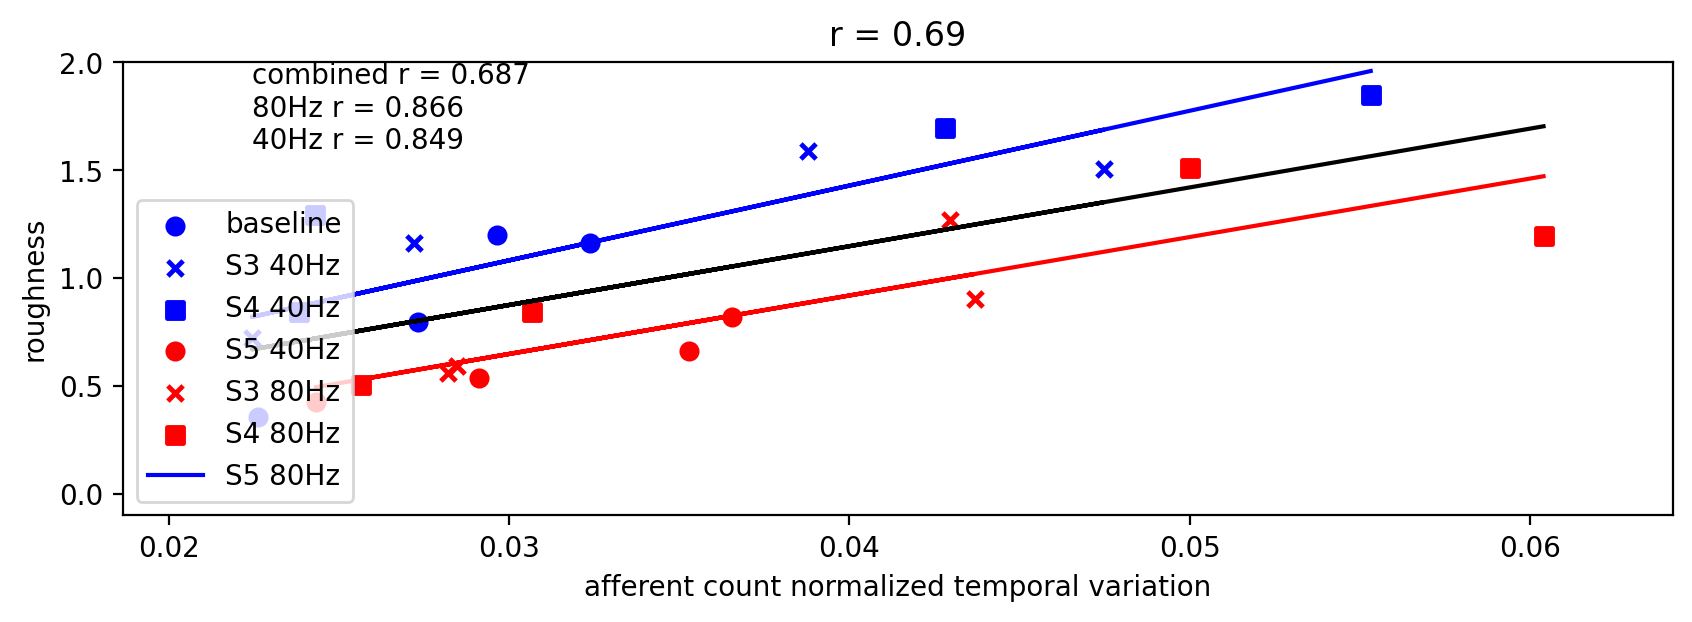 r = 0.69
combined r = 0.687
80Hz r = 0.866
40Hz r = 0.849
baseline
S3 40Hz
S4 40Hz
S5 40Hz
S3 80Hz
S4 80Hz
S5 80Hz
roughness
2.0
1.5
1.0
0.5
0.0
0.02
0.03
0.04
0.05
0.06
afferent count normalized temporal variation